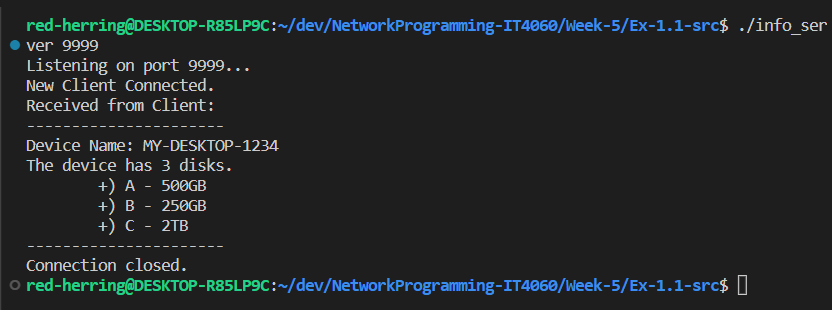 red-herring@DESKTOP-R85LP9C:~/dev/NetworkProgramming-IT4060/Week-5/Ex-1.1-src$ ./info_ser
ver 9999
Listening on port 9999...
New Client Connected.
Received from Client:
----------------------
Device Name: MY-DESKTOP-1234
The device has 3 disks.
        +) A - 500GB
        +) B - 250GB
        +) C - 2TB
----------------------
Connection closed.
red-herring@DESKTOP-R85LP9C:~/dev/NetworkProgramming-IT4060/Week-5/Ex-1.1-src$